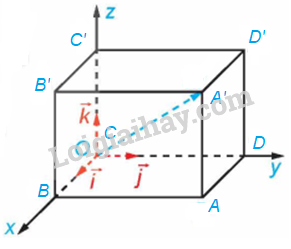 z
C' D'
B' A'
k⃗
O C D y
i⃗ j⃗
B A
x
Loigiaihay.com